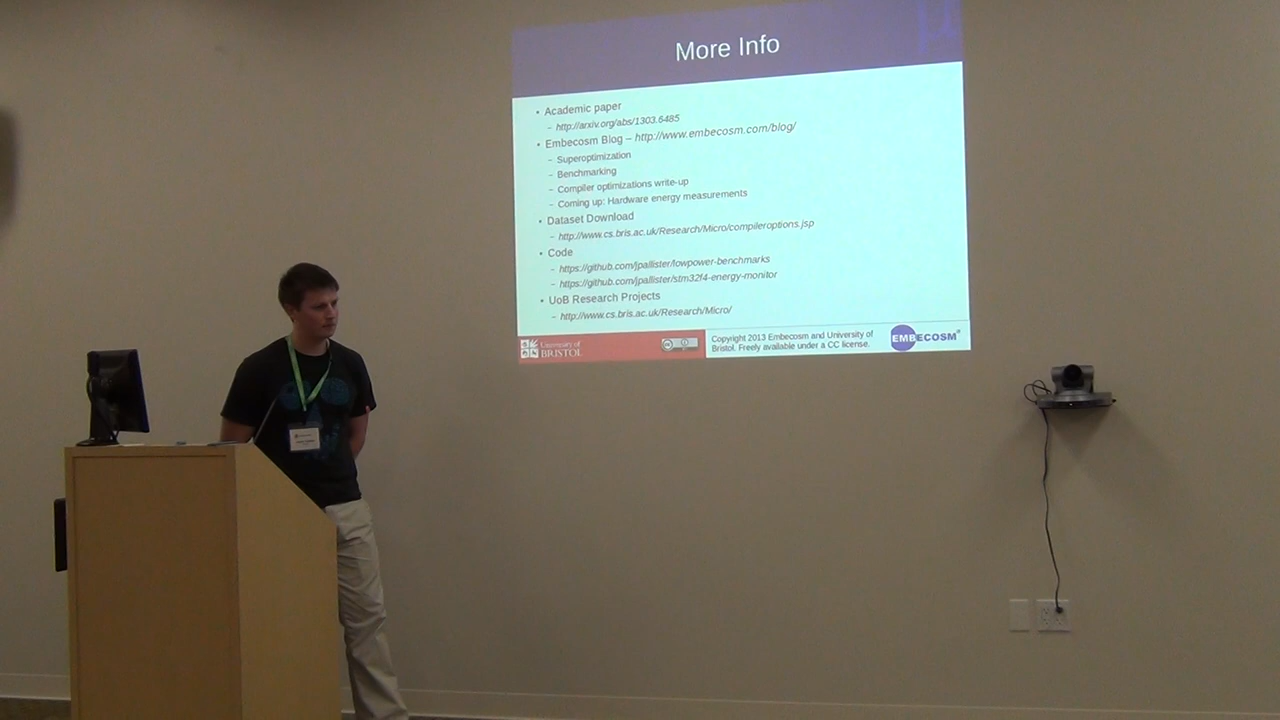 More Info
• Academic paper
– http://arxiv.org/abs/1303.6485
• Embecosm Blog – http://www.embecosm.com/blog/
– Superoptimization
– Benchmarking
– Compiler optimizations write-up
– Coming up: Hardware energy measurements
• Dataset Download
– http://www.cs.bris.ac.uk/Research/Micro/compileroptions.jsp
• Code
– https://github.com/jpallister/lowpower-benchmarks
– https://github.com/jpallister/stm32f4-energy-monitor
• UoB Research Projects
– http://www.cs.bris.ac.uk/Research/Micro/
University of
BRISTOL
Copyright 2013 Embecosm and University of
Bristol. Freely available under a CC license.
EMBECOSM®